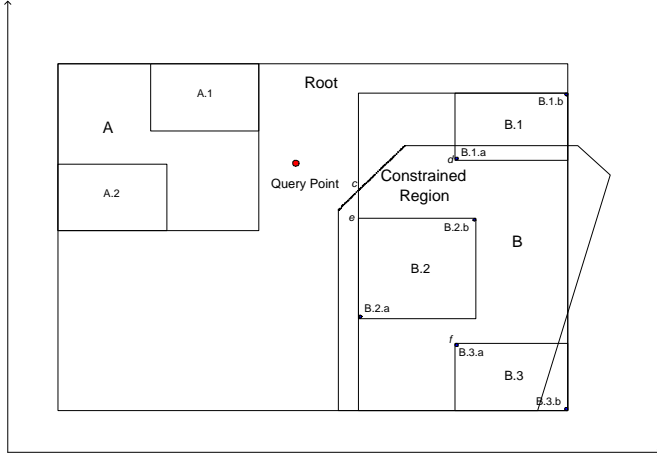 Root
A.1
B.1.b
A
B.1
B.1.a
d
Query Point
c
Constrained
Region
A.2
e
B.2.b
B
B.2
B.2.a
f
B.3.a
B.3
B.3.b